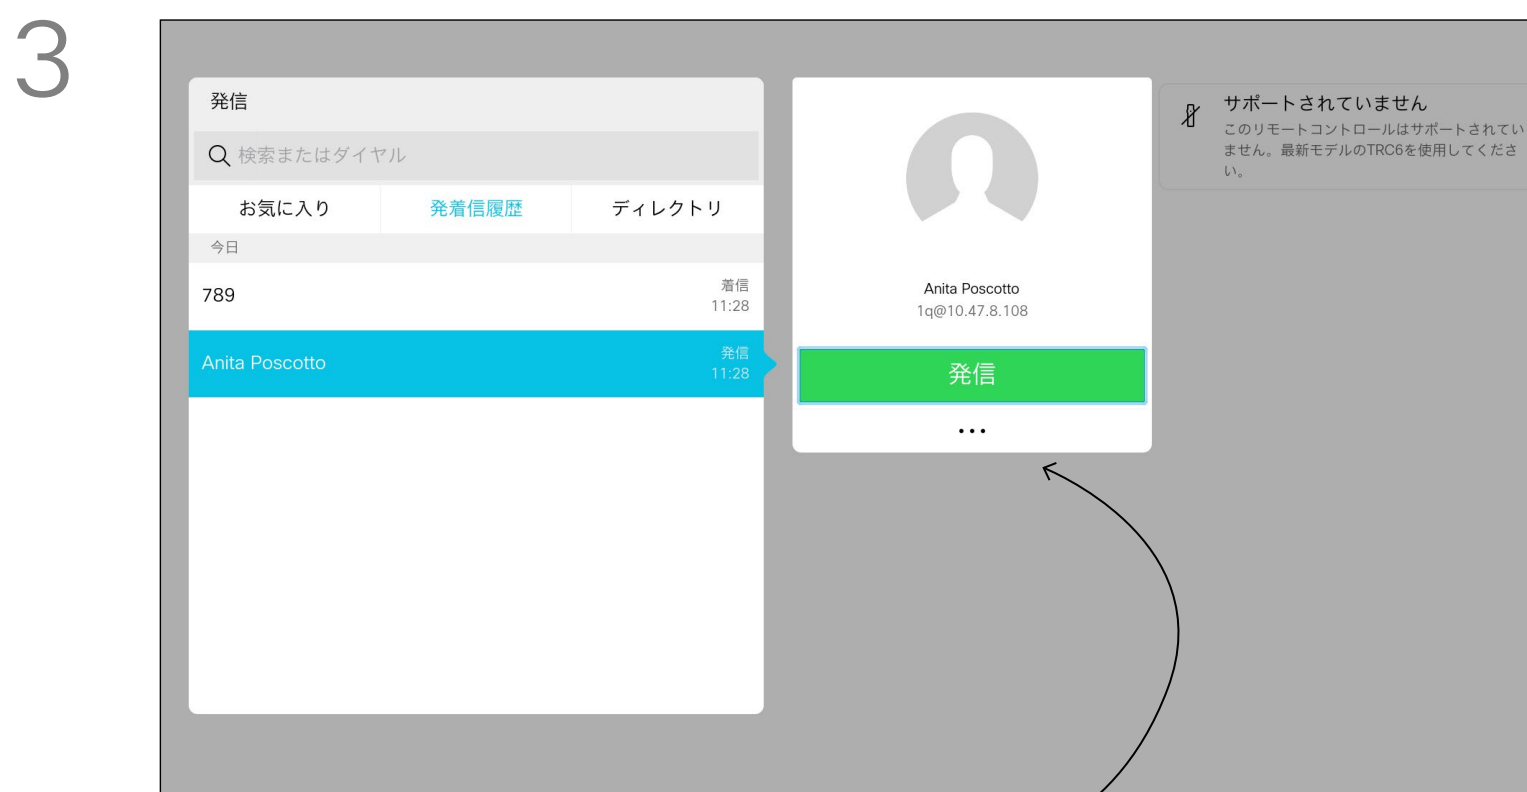 3
発信
検索またはダイヤル
お気に入り 発着信履歴 ディレクトリ
今日
789
着信
11:28
Anita Poscotto
発信
11:28
Anita Poscotto
1q@10.47.8.108
発信
...
サポートされていません
このリモートコントロールはサポートされてい
ません。最新モデルのTRC6を使用してくださ
い。